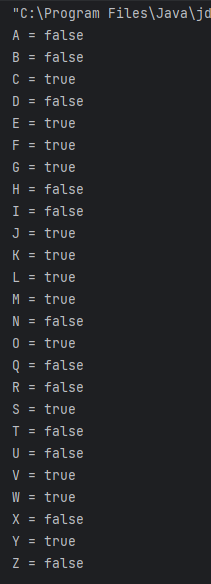 "C:\Program Files\Java\jd
A = false
B = false
C = true
D = false
E = true
F = true
G = true
H = false
I = false
J = true
K = true
L = true
M = true
N = false
O = true
Q = false
R = false
S = true
T = false
U = false
V = true
W = true
X = false
Y = true
Z = false